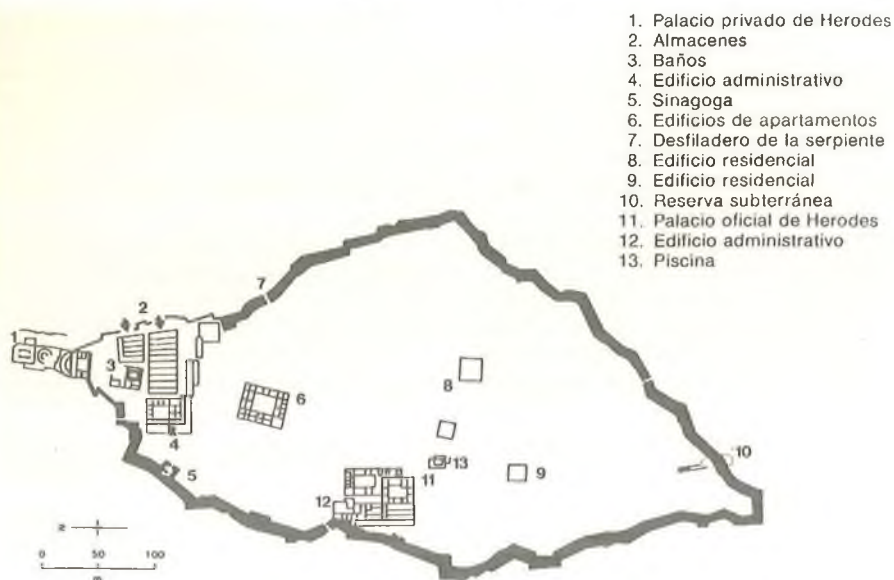 1. Palacio privado de Herodes
2. Almacenes
3. Baños
4. Edificio administrativo
5. Sinagoga
6. Edificios de apartamentos
7. Desfiladero de la serpiente
8. Edificio residencial
9. Edificio residencial
10. Reserva subterránea
11. Palacio oficial de Herodes
12. Edificio administrativo
13. Piscina
7
2
1
3
6
8
4
5
13
10
11
9
12
N
0 50 100
m